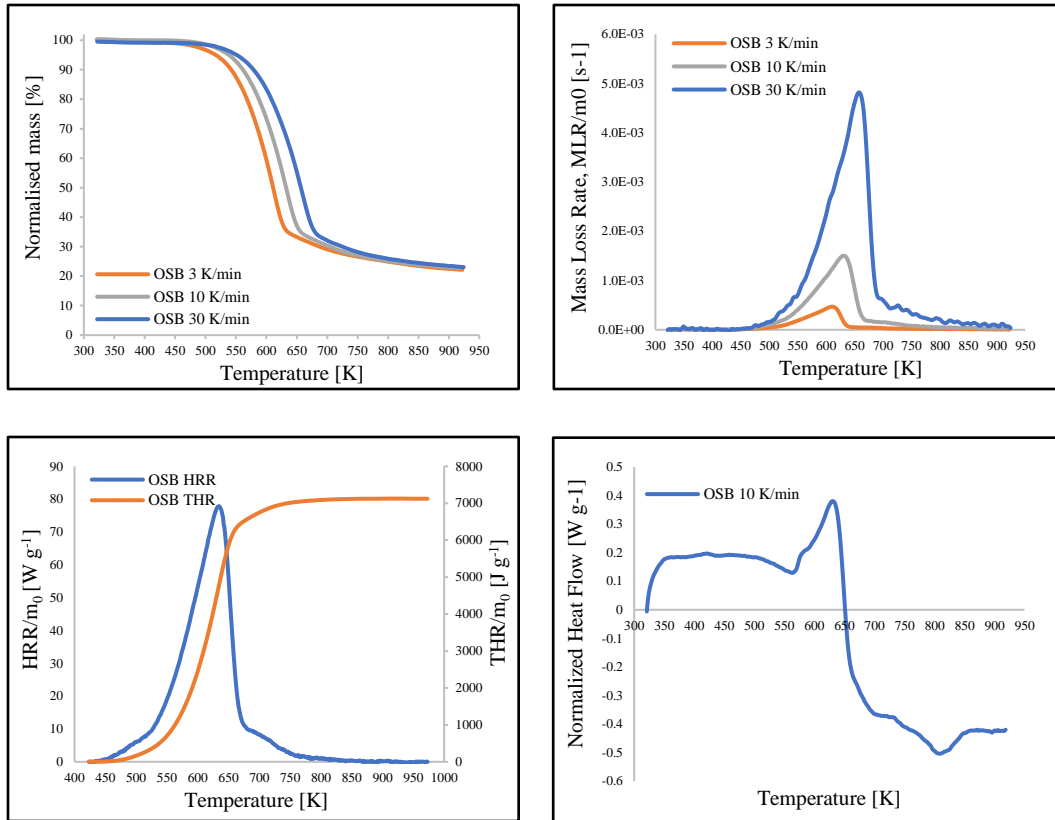 Normalised mass [%]
100
90
80
70
60
50
40
30
20
10
0
OSB 3 K/min
OSB 10 K/min
OSB 30 K/min
300 350 400 450 500 550 600 650 700 750 800 850 900 950
Temperature [K]
Mass Loss Rate, MLR/m0 [s-1]
6.0E-03
5.0E-03
4.0E-03
3.0E-03
2.0E-03
1.0E-03
0.0E+00
OSB 3 K/min
OSB 10 K/min
OSB 30 K/min
300 350 400 450 500 550 600 650 700 750 800 850 900 950
Temperature [K]
HRR/m₀ [W g⁻¹]
90
80
70
60
50
40
30
20
10
0
OSB HRR
OSB THR
8000
7000
6000
5000
4000
3000
2000
1000
0
THR/m₀ [J g⁻¹]
400 450 500 550 600 650 700 750 800 850 900 950 1000
Temperature [K]
Normalized Heat Flow [W g-1]
0.5
0.4
0.3
0.2
0.1
0
-0.1
-0.2
-0.3
-0.4
-0.5
-0.6
OSB 10 K/min
300 350 400 450 500 550 600 650 700 750 800 850 900 950
Temperature [K]